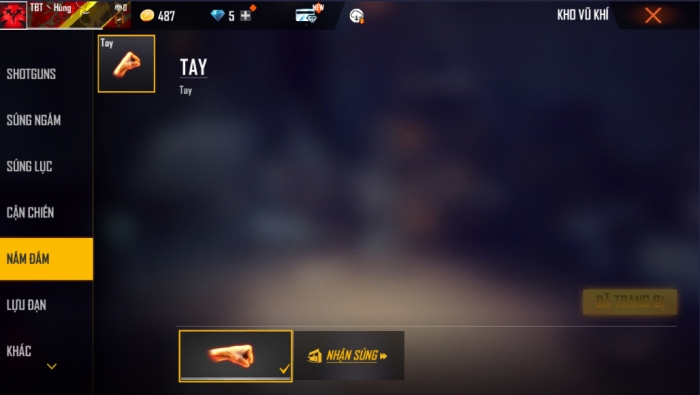 TBT Hùng
487
5
NEW
KHO VŨ KHÍ
Tay
TAY
Tay
SHOTGUNS
SÚNG NGẮM
SÚNG LỤC
CẬN CHIẾN
NẮM ĐẤM
LỰU ĐẠN
KHÁC
ĐÃ TRANG BỊ
NHẬN SÚNG